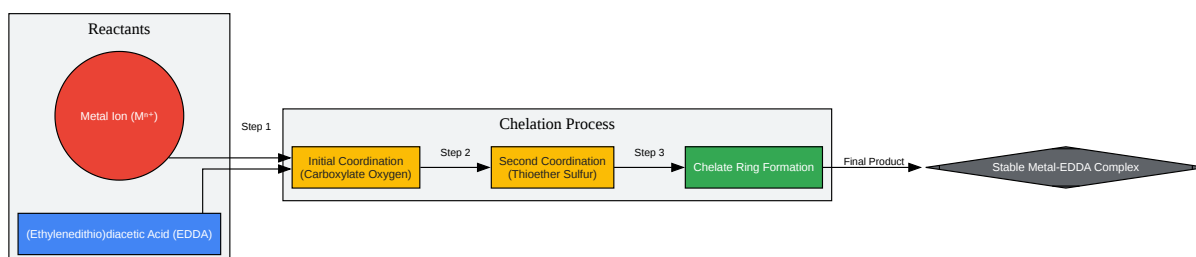 Reactants
Metal Ion (Mⁿ⁺)
(Ethylenedithio)diacetic Acid (EDDA)
Step 1
Chelation Process
Initial Coordination
(Carboxylate Oxygen)
Step 2
Second Coordination
(Thioether Sulfur)
Step 3
Chelate Ring Formation
Final Product
Stable Metal-EDDA Complex